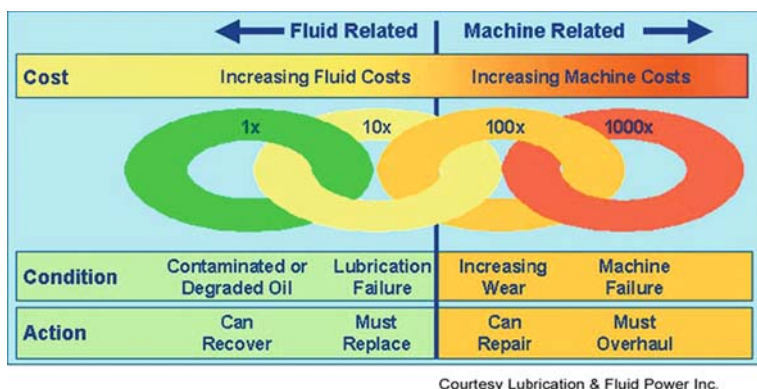 Fluid Related Machine Related
Cost Increasing Fluid Costs Increasing Machine Costs
1x 10x 100x 1000x
Condition Contaminated or Degraded Oil Lubrication Failure Increasing Wear Machine Failure
Action Can Recover Must Replace Can Repair Must Overhaul
Courtesy Lubrication & Fluid Power Inc.